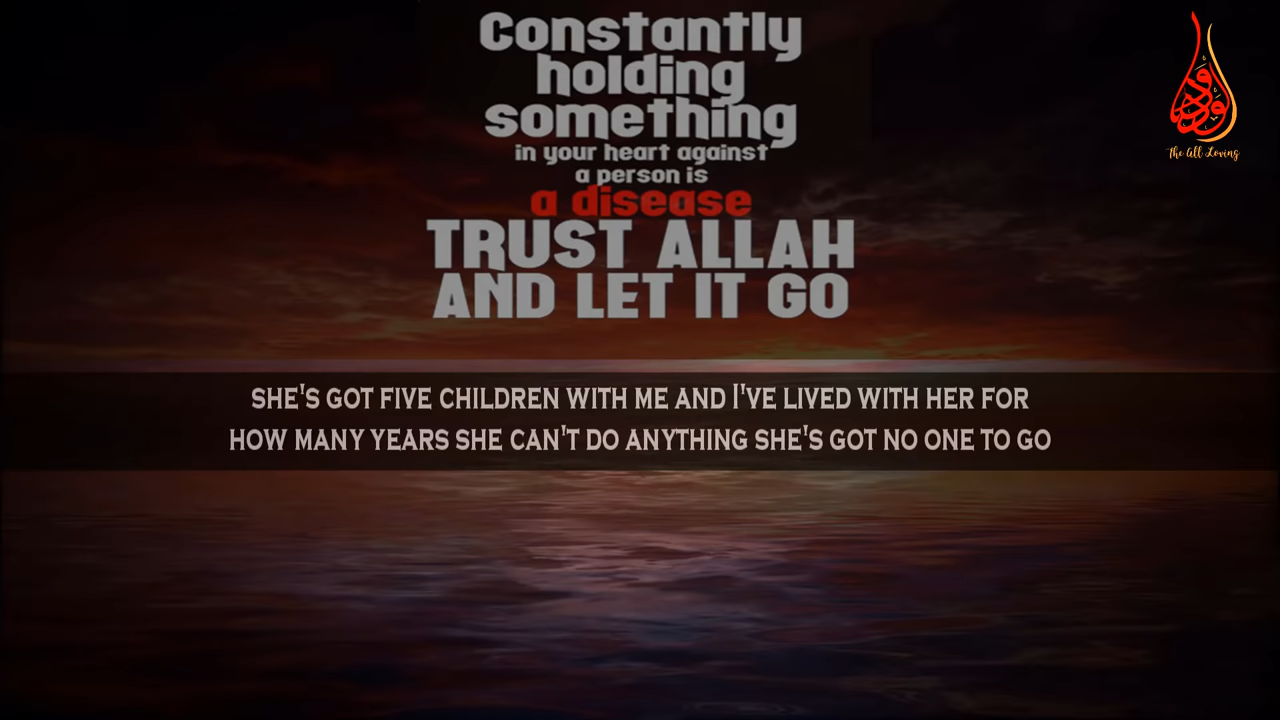 Constantly
holding
something
in your heart against
a person is
a disease
TRUST ALLAH
AND LET IT GO
الودود
The All Loving
SHE'S GOT FIVE CHILDREN WITH ME AND I'VE LIVED WITH HER FOR
HOW MANY YEARS SHE CAN'T DO ANYTHING SHE'S GOT NO ONE TO GO